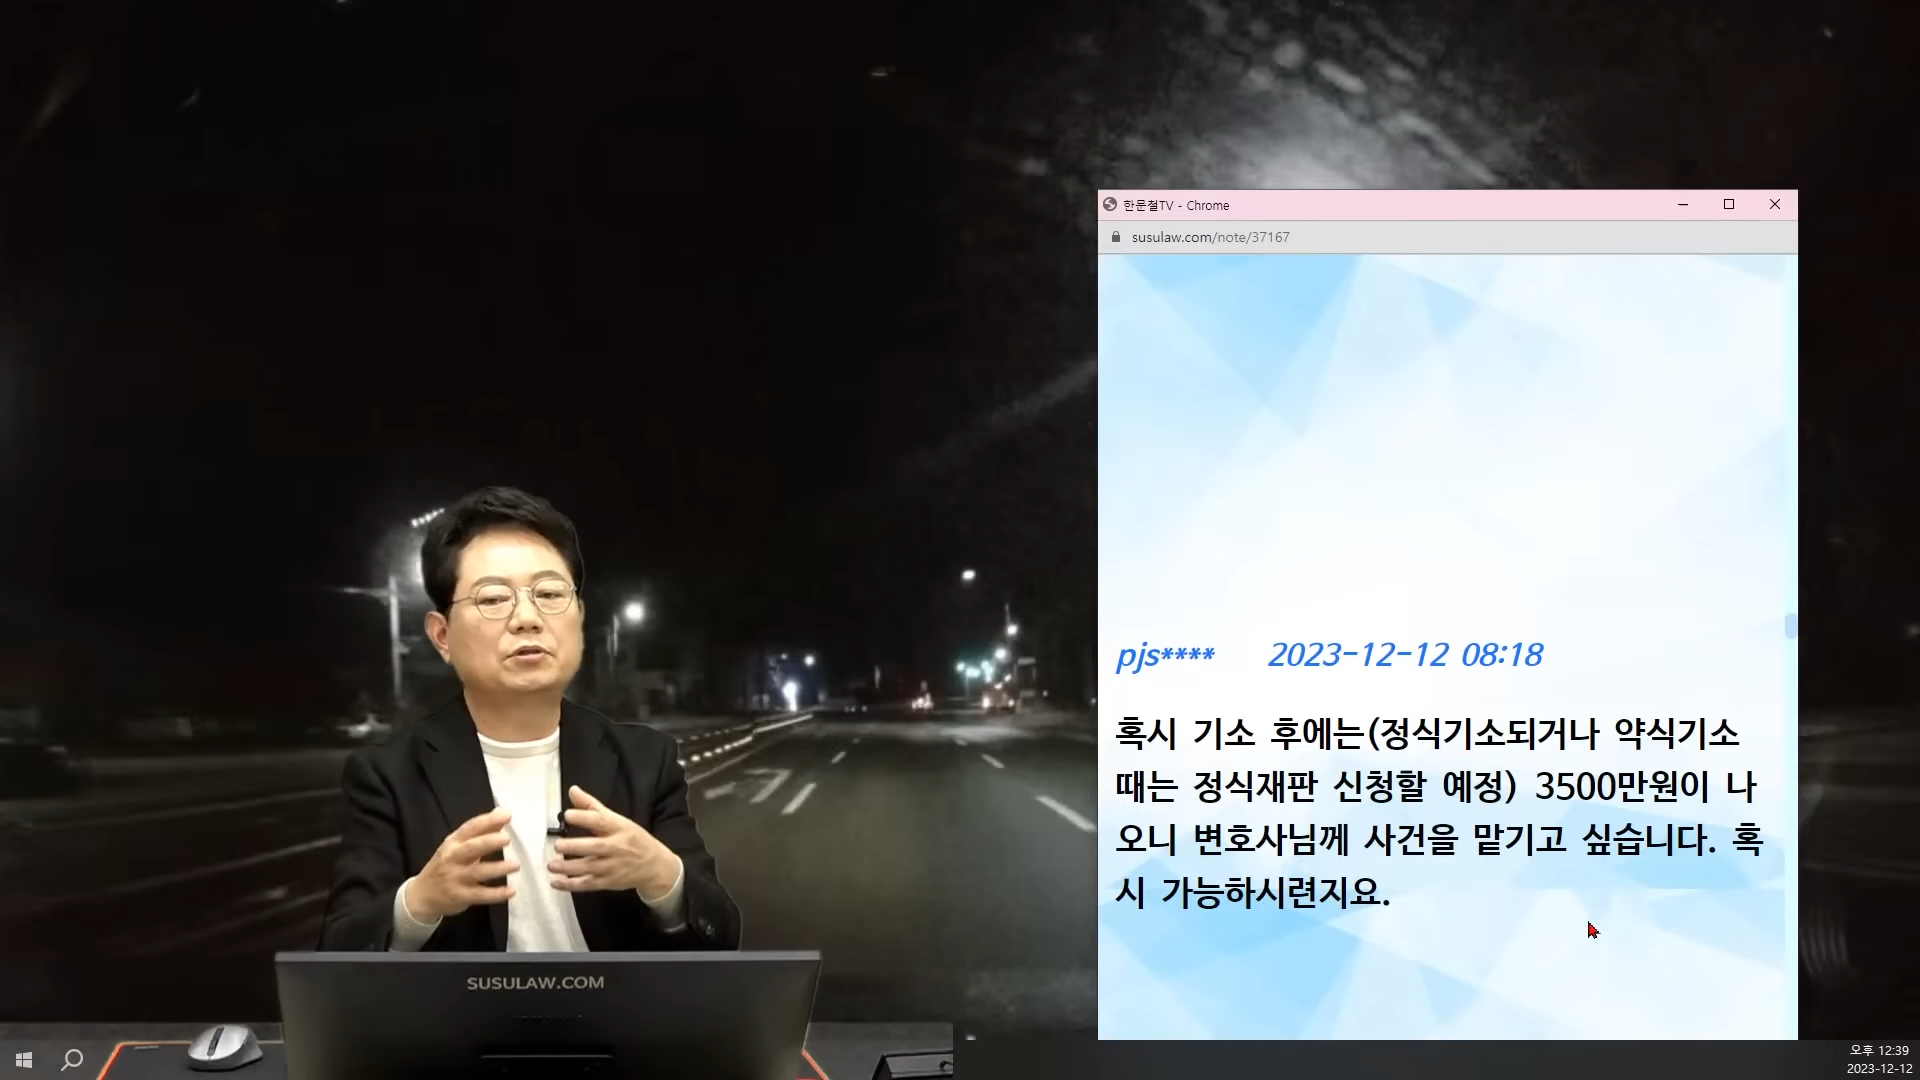 한문철TV - Chrome
susulaw.com/note/37167
pjs**** 2023-12-12 08:18
혹시 기소 후에는(정식기소되거나 약식기소
때는 정식재판 신청할 예정) 3500만원이 나
오니 변호사님께 사건을 맡기고 싶습니다. 혹
시 가능하시련지요.
SUSULAW.COM
오후 12:39
2023-12-12